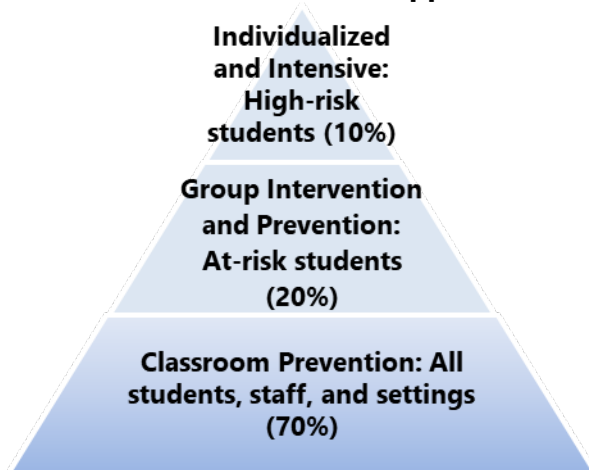 Individualized
and Intensive:
High-risk
students (10%)
Group Intervention
and Prevention:
At-risk students
(20%)
Classroom Prevention: All
students, staff, and settings
(70%)